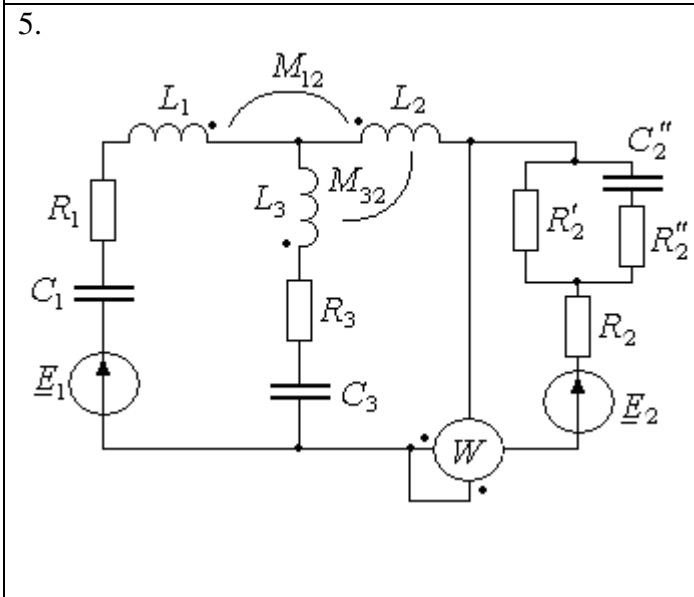 5.
M₁₂
L₁
L₂
C₂″
M₃₂
L₃
R₁
R₂′
R₂″
C₁
R₃
R₂
E₁
C₃
E₂
W